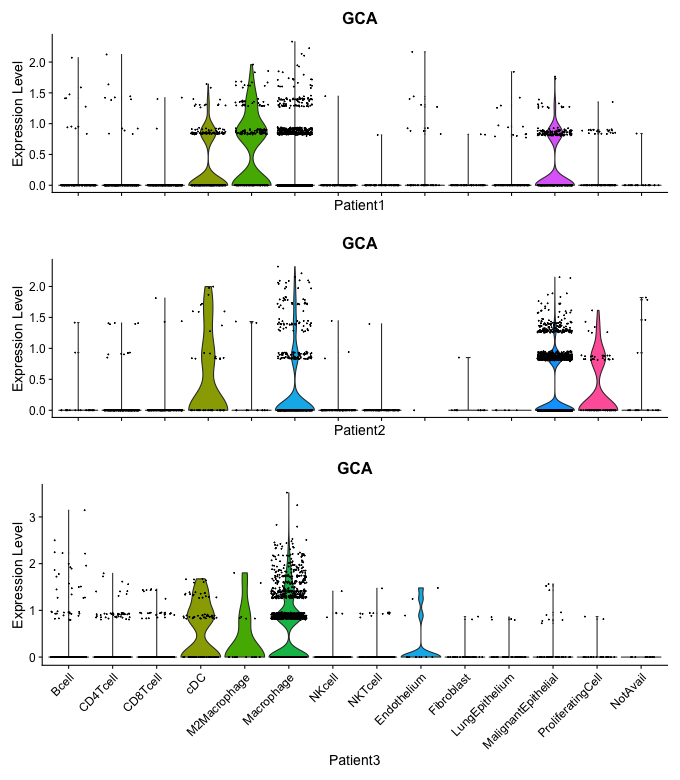 GCA
Expression Level
2.0
1.5
1.0
0.5
0.0
Patient1
GCA
Expression Level
2.0
1.5
1.0
0.5
0.0
Patient2
GCA
Expression Level
3
2
1
0
Bcell
CD4Tcell
CD8Tcell
cDC
M2Macrophage
Macrophage
NKcell
NKTcell
Endothelium
Fibroblast
LungEpithelium
MalignantEpithelial
ProliferatingCell
NotAvail
Patient3